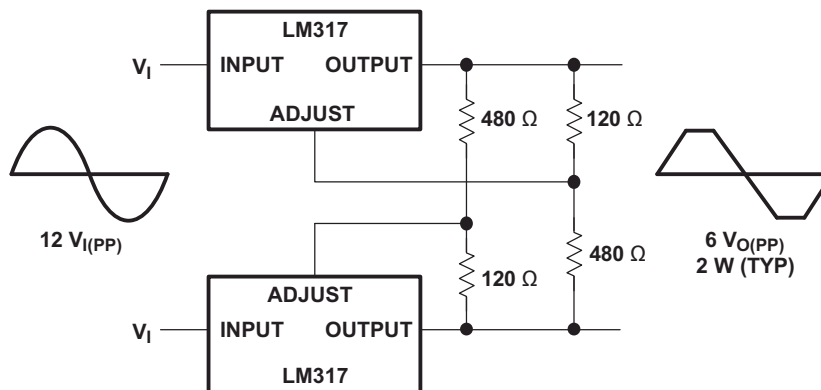 LM317
V_I INPUT OUTPUT
ADJUST
480 Ω 120 Ω
12 V_I(PP)
120 Ω 480 Ω
6 V_O(PP)
2 W (TYP)
ADJUST
V_I INPUT OUTPUT
LM317